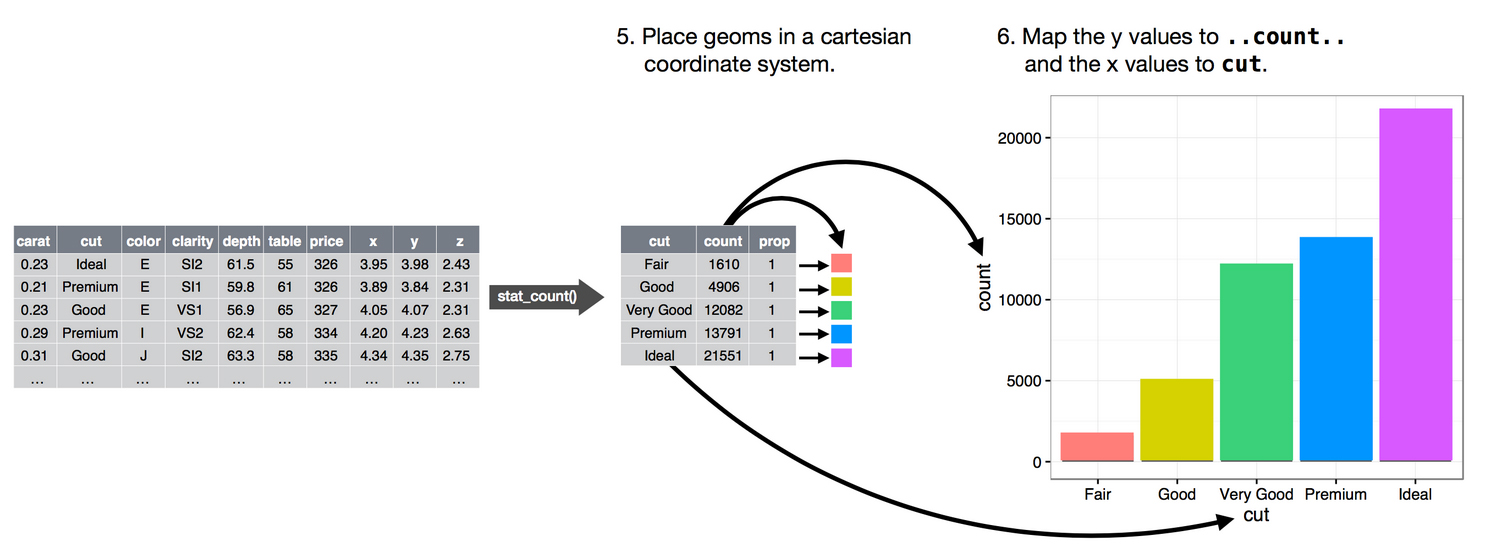 5. Place geoms in a cartesian
coordinate system.
6. Map the y values to ..count..
and the x values to cut.
carat cut color clarity depth table price x y z
0.23 Ideal E SI2 61.5 55 326 3.95 3.98 2.43
0.21 Premium E SI1 59.8 61 326 3.89 3.84 2.31
0.23 Good E VS1 56.9 65 327 4.05 4.07 2.31
0.29 Premium I VS2 62.4 58 334 4.20 4.23 2.63
0.31 Good J SI2 63.3 58 335 4.34 4.35 2.75
... ... ... ... ... ... ... ... ... ...
stat_count()
cut count prop
Fair 1610 1
Good 4906 1
Very Good 12082 1
Premium 13791 1
Ideal 21551 1
count
20000
15000
10000
5000
0
Fair Good Very Good Premium Ideal
cut